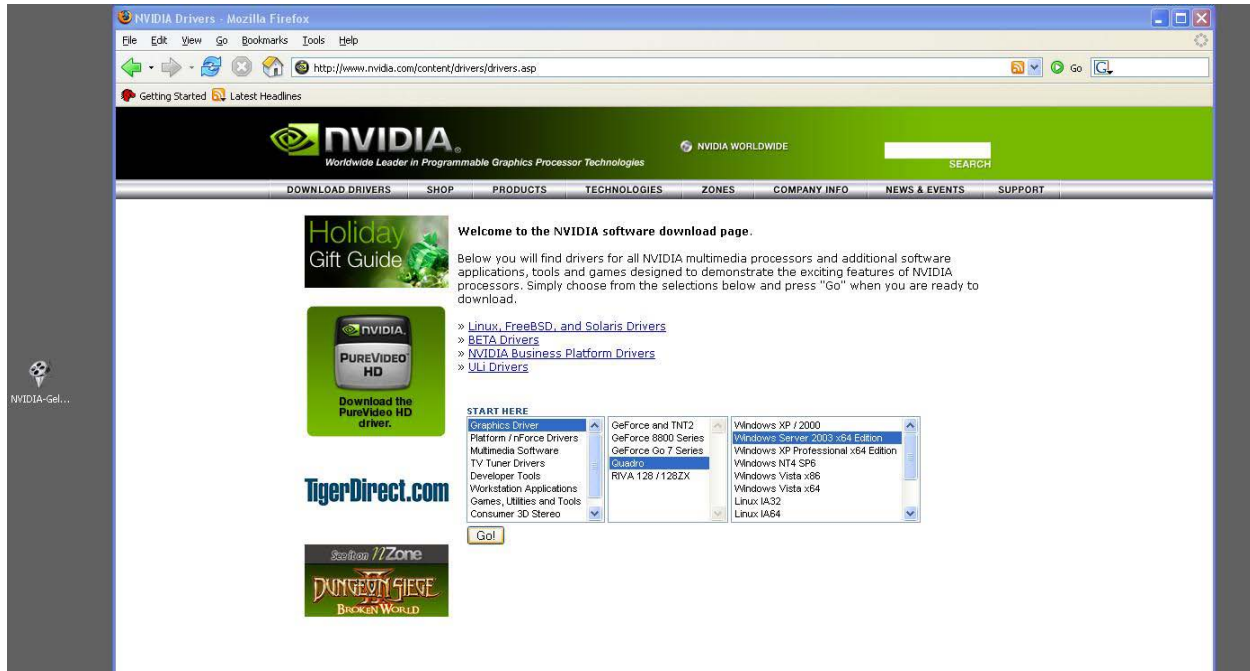 NVIDIA Drivers - Mozilla Firefox
File Edit View Go Bookmarks Tools Help
http://www.nvidia.com/content/drivers/drivers.asp
Go
G
Getting Started Latest Headlines
NVIDIA®
Worldwide Leader in Programmable Graphics Processor Technologies
NVIDIA WORLDWIDE
SEARCH
DOWNLOAD DRIVERS SHOP PRODUCTS TECHNOLOGIES ZONES COMPANY INFO NEWS & EVENTS SUPPORT
Holiday
Gift Guide
Welcome to the NVIDIA software download page.
Below you will find drivers for all NVIDIA multimedia processors and additional software
applications, tools and games designed to demonstrate the exciting features of NVIDIA
processors. Simply choose from the selections below and press "Go" when you are ready to
download.
» Linux, FreeBSD, and Solaris Drivers
» BETA Drivers
» NVIDIA Business Platform Drivers
» ULi Drivers
NVIDIA.
PUREVIDEO
HD
Download the
PureVideo HD
driver.
NVIDIA-Gel...
START HERE
Graphics Driver
Platform / nForce Drivers
Multimedia Software
TV Tuner Drivers
Developer Tools
Workstation Applications
Games, Utilities and Tools
Consumer 3D Stereo
GeForce and TNT2
GeForce 8800 Series
GeForce Go 7 Series
Quadro
RIVA 128 / 128ZX
Windows XP / 2000
Windows Server 2003 x64 Edition
Windows XP Professional x64 Edition
Windows NT4 SP6
Windows Vista x86
Windows Vista x64
Linux IA32
Linux IA64
Go!
TigerDirect.com
See it on nZone
DUNGEON SIEGE II
BROKEN WORLD